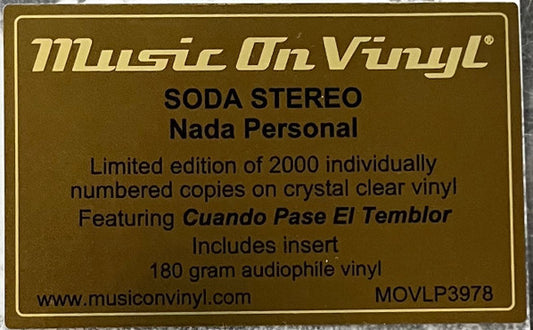 Music On Vinyl®
SODA STEREO
Nada Personal
Limited edition of 2000 individually
numbered copies on crystal clear vinyl
Featuring Cuando Pase El Temblor
Includes insert
180 gram audiophile vinyl
www.musiconvinyl.com MOVLP3978